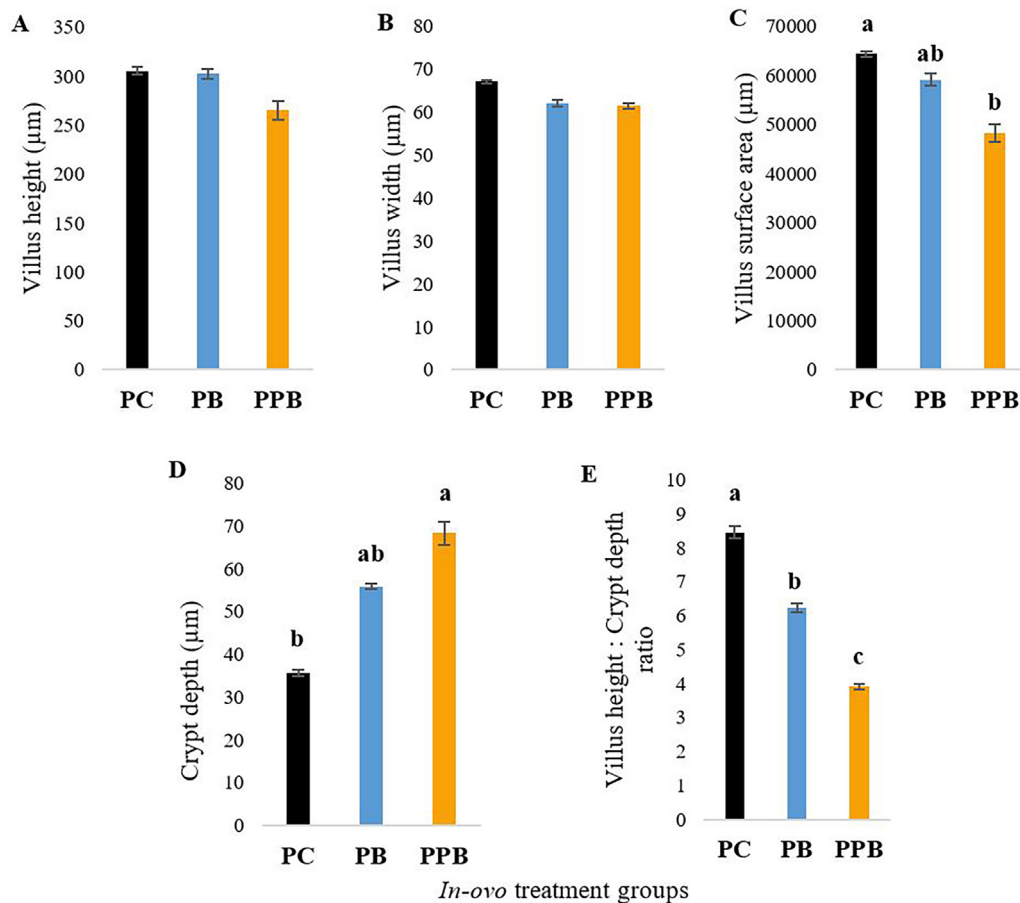 A
Villus height (µm)
350
300
250
200
150
100
50
0
PC PB PPB
B
Villus width (µm)
80
70
60
50
40
30
20
10
0
PC PB PPB
C
Villus surface area (µm)
70000
60000
50000
40000
30000
20000
10000
0
a
ab
b
PC PB PPB
D
Crypt depth (µm)
80
70
60
50
40
30
20
10
0
b
ab
a
PC PB PPB
E
Villus height : Crypt depth
ratio
10
9
8
7
6
5
4
3
2
1
0
a
b
c
PC PB PPB
In-ovo treatment groups